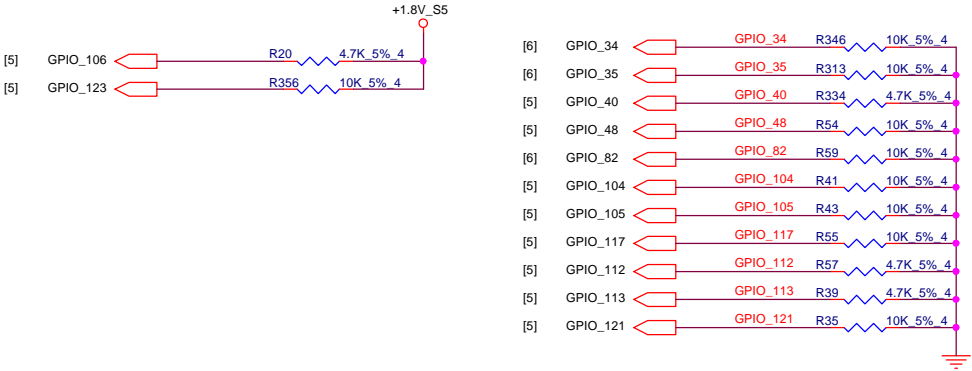 +1.8V_S5
[5] GPIO_106 R20 4.7K_5%_4
[5] GPIO_123 R356 10K_5%_4
[6] GPIO_34 GPIO_34 R346 10K_5%_4
[6] GPIO_35 GPIO_35 R313 10K_5%_4
[5] GPIO_40 GPIO_40 R334 4.7K_5%_4
[5] GPIO_48 GPIO_48 R54 10K_5%_4
[6] GPIO_82 GPIO_82 R59 10K_5%_4
[5] GPIO_104 GPIO_104 R41 10K_5%_4
[5] GPIO_105 GPIO_105 R43 10K_5%_4
[5] GPIO_117 GPIO_117 R55 10K_5%_4
[5] GPIO_112 GPIO_112 R57 4.7K_5%_4
[5] GPIO_113 GPIO_113 R39 4.7K_5%_4
[5] GPIO_121 GPIO_121 R35 10K_5%_4